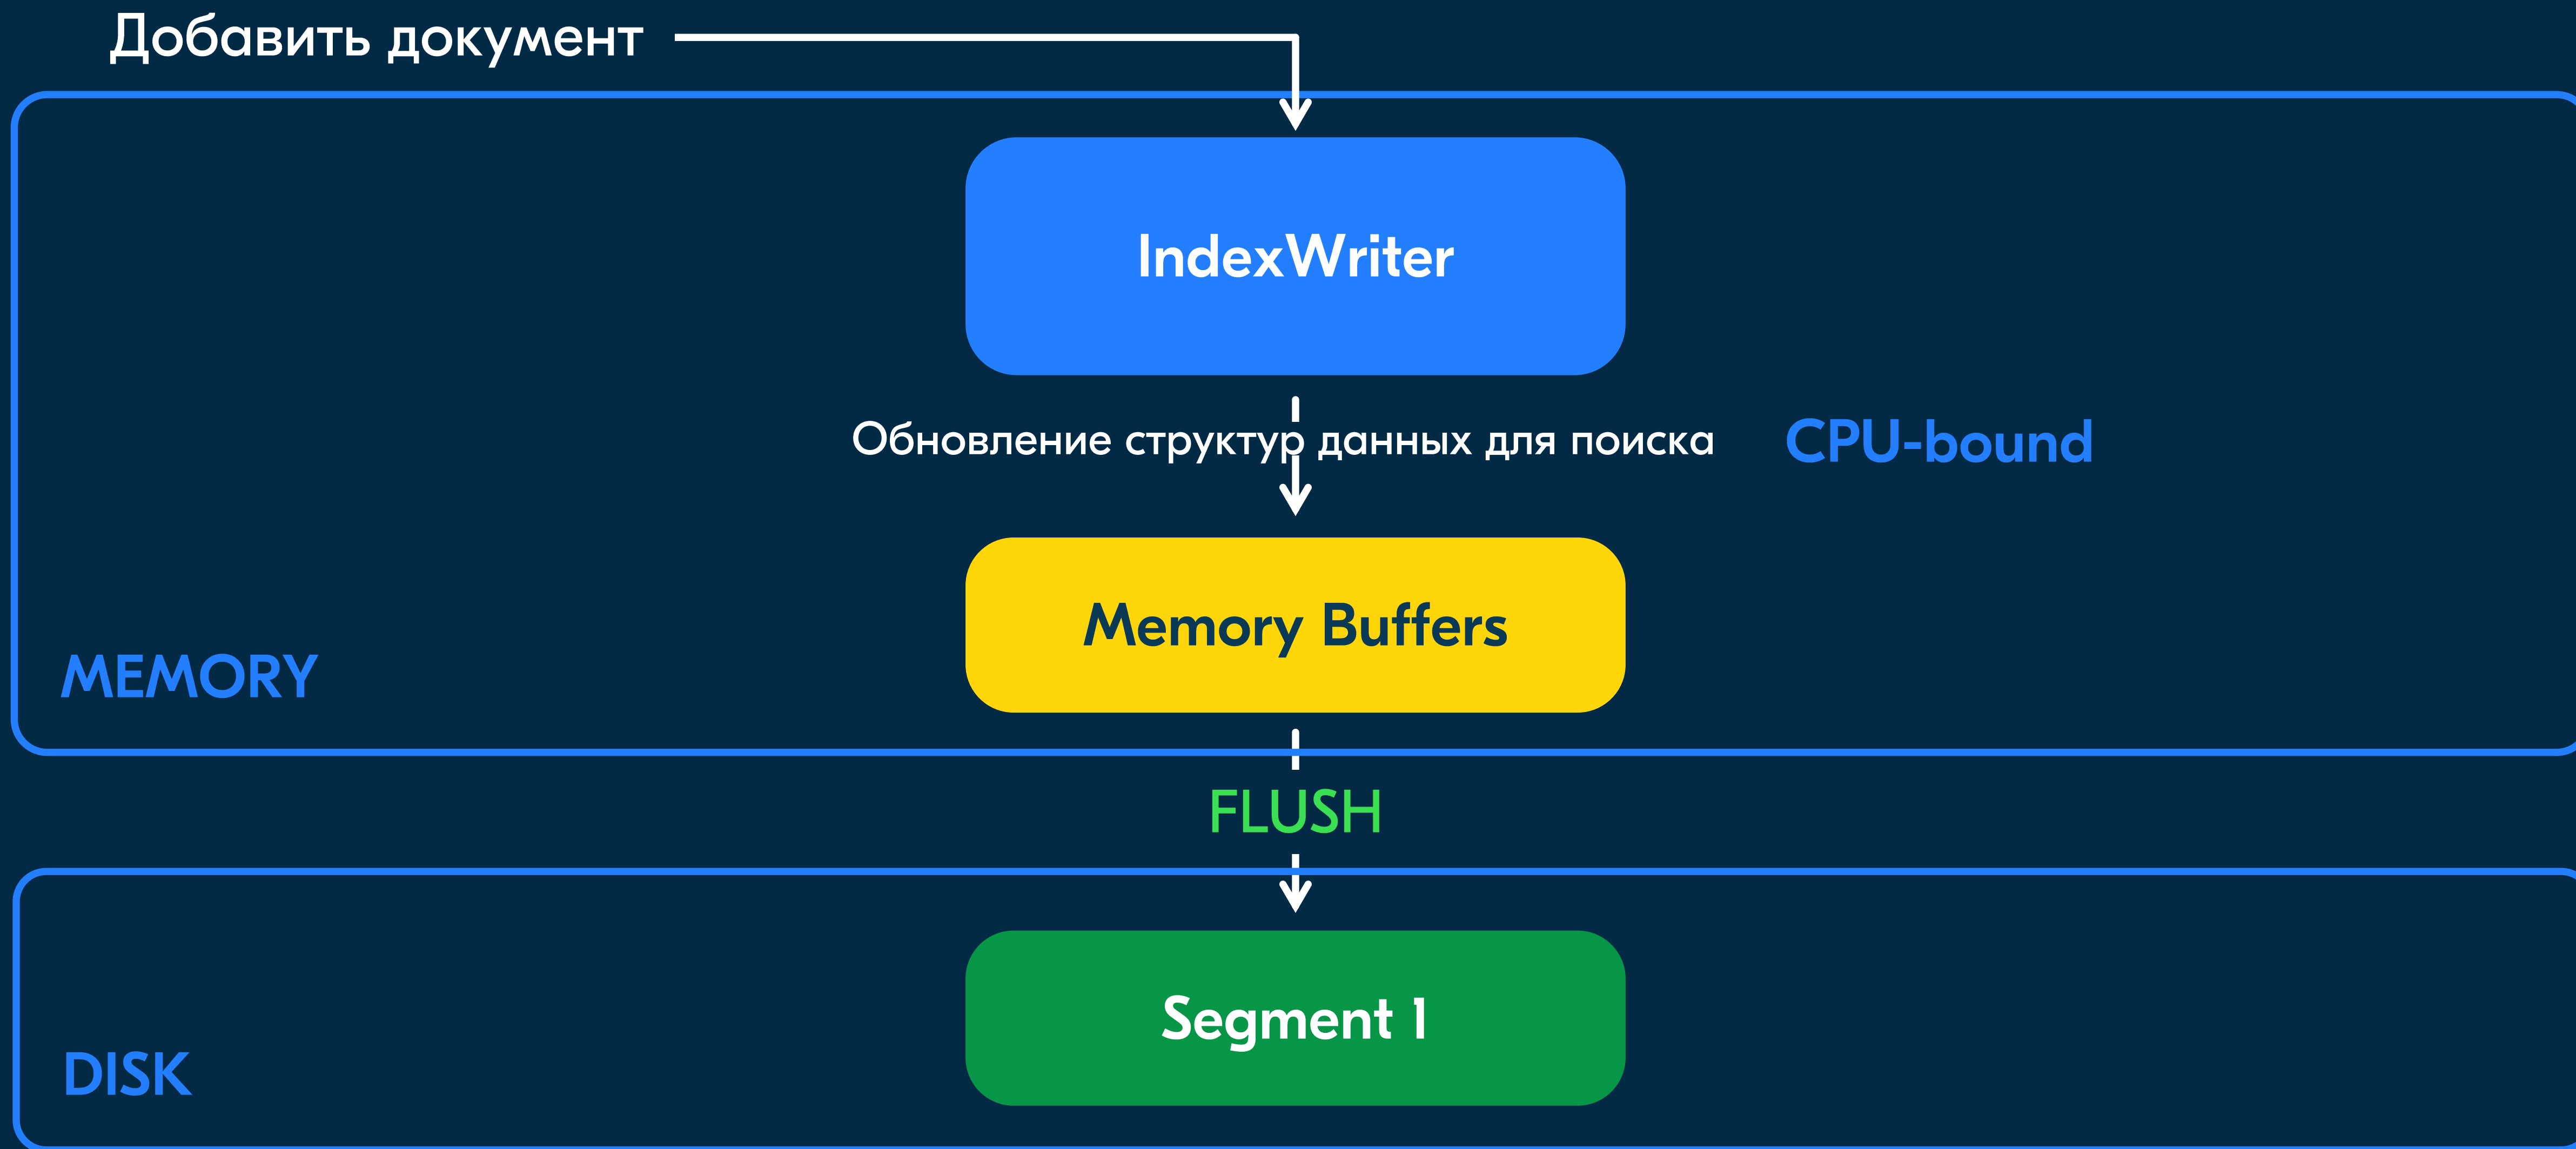 Добавить документ
IndexWriter
Обновление структур данных для поиска
CPU-bound
Memory Buffers
MEMORY
FLUSH
Segment 1
DISK